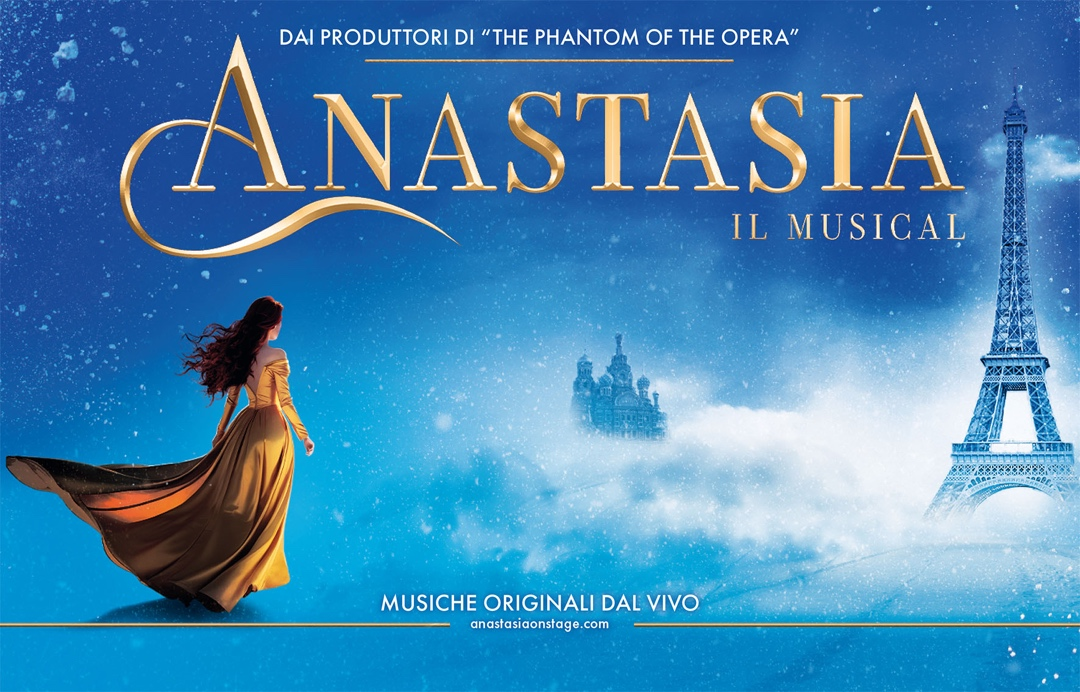 DAI PRODUTTORI DI “THE PHANTOM OF THE OPERA”
ANASTASIA
IL MUSICAL
MUSICHE ORIGINALI DAL VIVO
anastasiaonstage.com